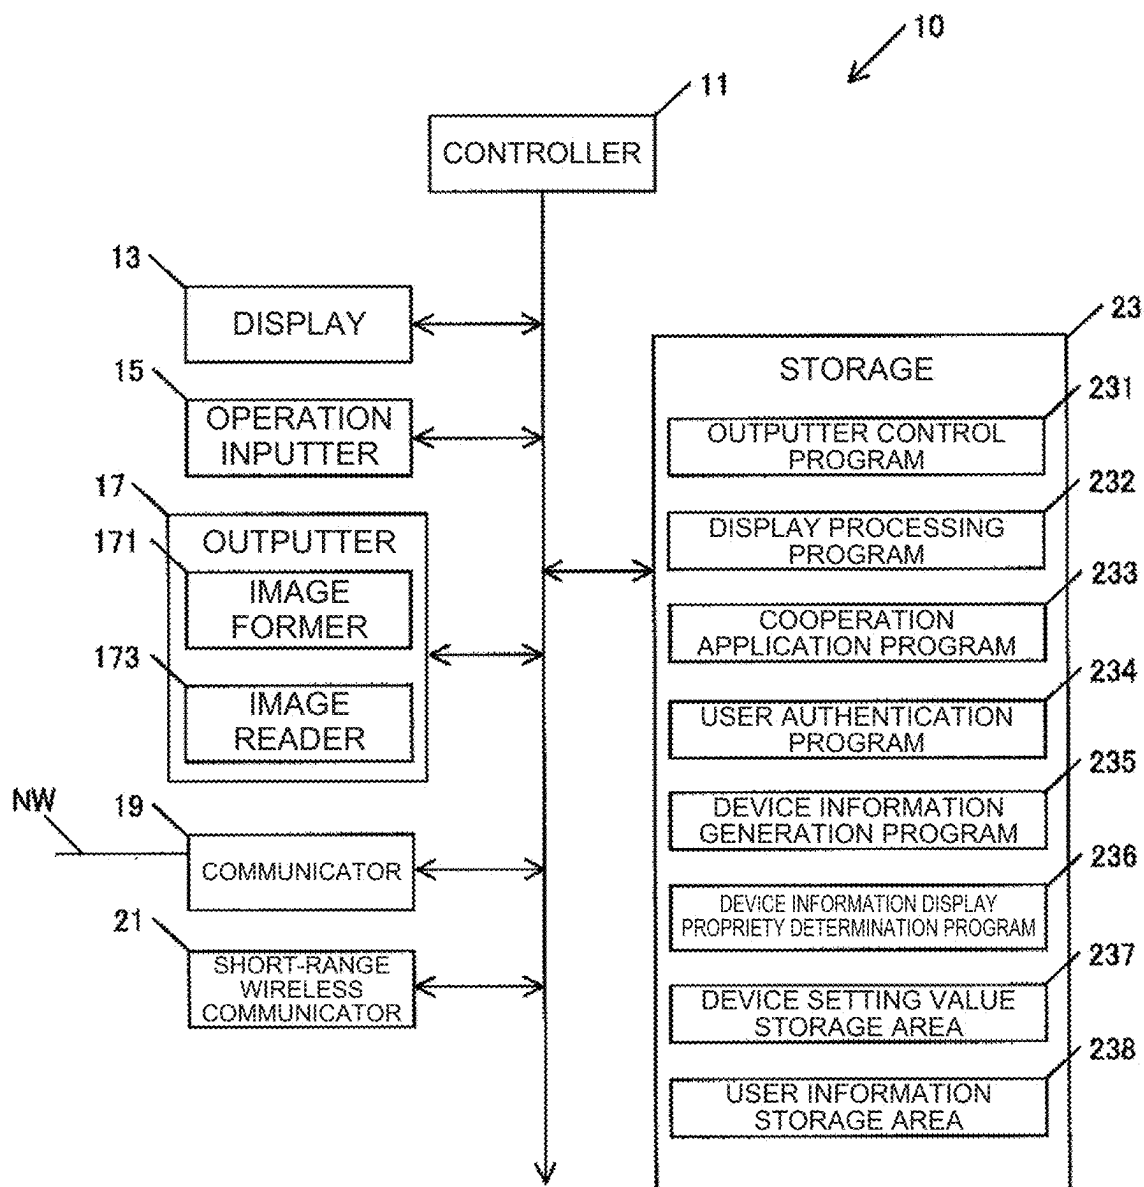 10
11
CONTROLLER
13
DISPLAY
15
OPERATION
INPUTTER
17
OUTPUTTER
171
IMAGE
FORMER
173
IMAGE
READER
NW
19
COMMUNICATOR
21
SHORT-RANGE
WIRELESS
COMMUNICATOR
23
STORAGE
231
OUTPUTTER CONTROL
PROGRAM
232
DISPLAY PROCESSING
PROGRAM
233
COOPERATION
APPLICATION PROGRAM
234
USER AUTHENTICATION
PROGRAM
235
DEVICE INFORMATION
GENERATION PROGRAM
236
DEVICE INFORMATION DISPLAY
PROPRIETY DETERMINATION PROGRAM
237
DEVICE SETTING VALUE
STORAGE AREA
238
USER INFORMATION
STORAGE AREA